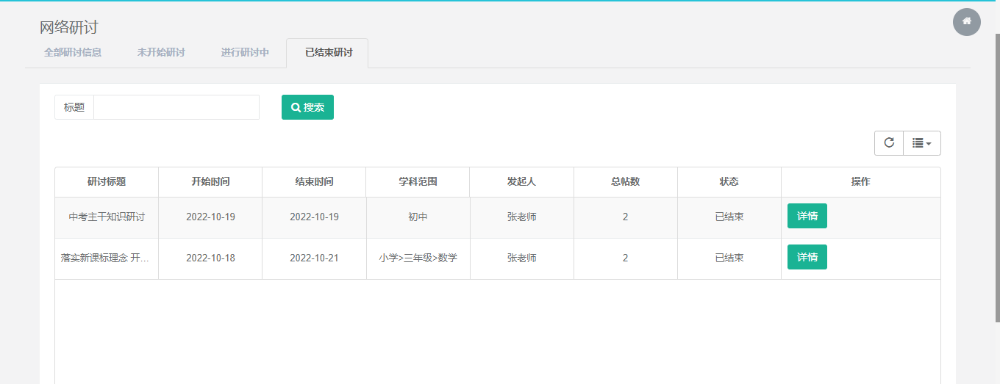 网络研讨
全部研讨信息 未开始研讨 进行研讨中 已结束研讨
标题 搜索
研讨标题 开始时间 结束时间 学科范围 发起人 总帖数 状态 操作
中考主干知识研讨 2022-10-19 2022-10-19 初中 张老师 2 已结束 详情
落实新课标理念 开... 2022-10-18 2022-10-21 小学>三年级>数学 张老师 2 已结束 详情